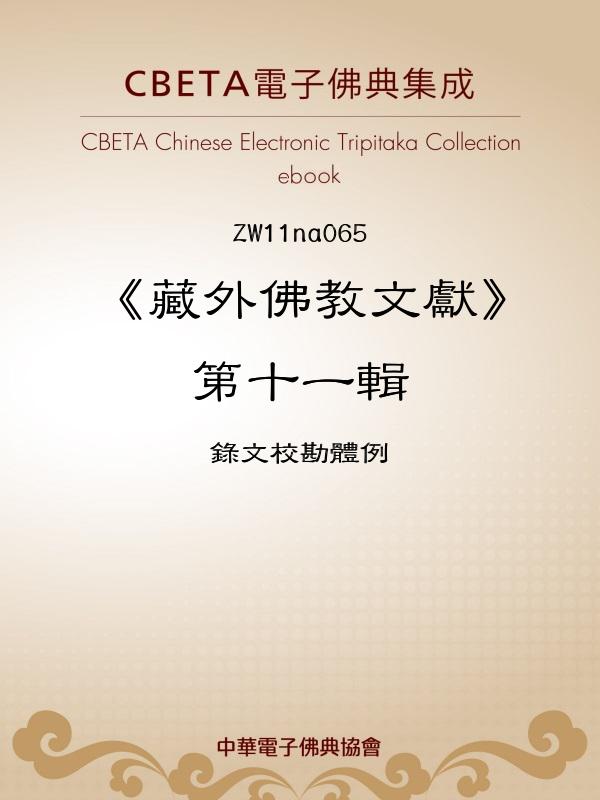 CBETA電子佛典集成
CBETA Chinese Electronic Tripitaka Collection
ebook
ZW11na065
《藏外佛教文獻》
第十一輯
錄文校勘體例
中華電子佛典協會